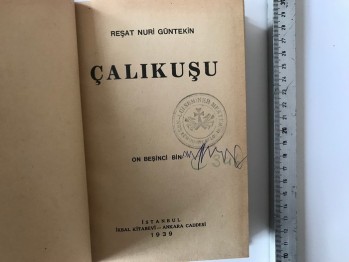 REŞAT NURİ GÜNTEKİN
ÇALIKUŞU
ON BEŞİNCİ BİN
İSTANBUL
İKBAL KİTABEVİ — ANKARA CADDESİ
1939